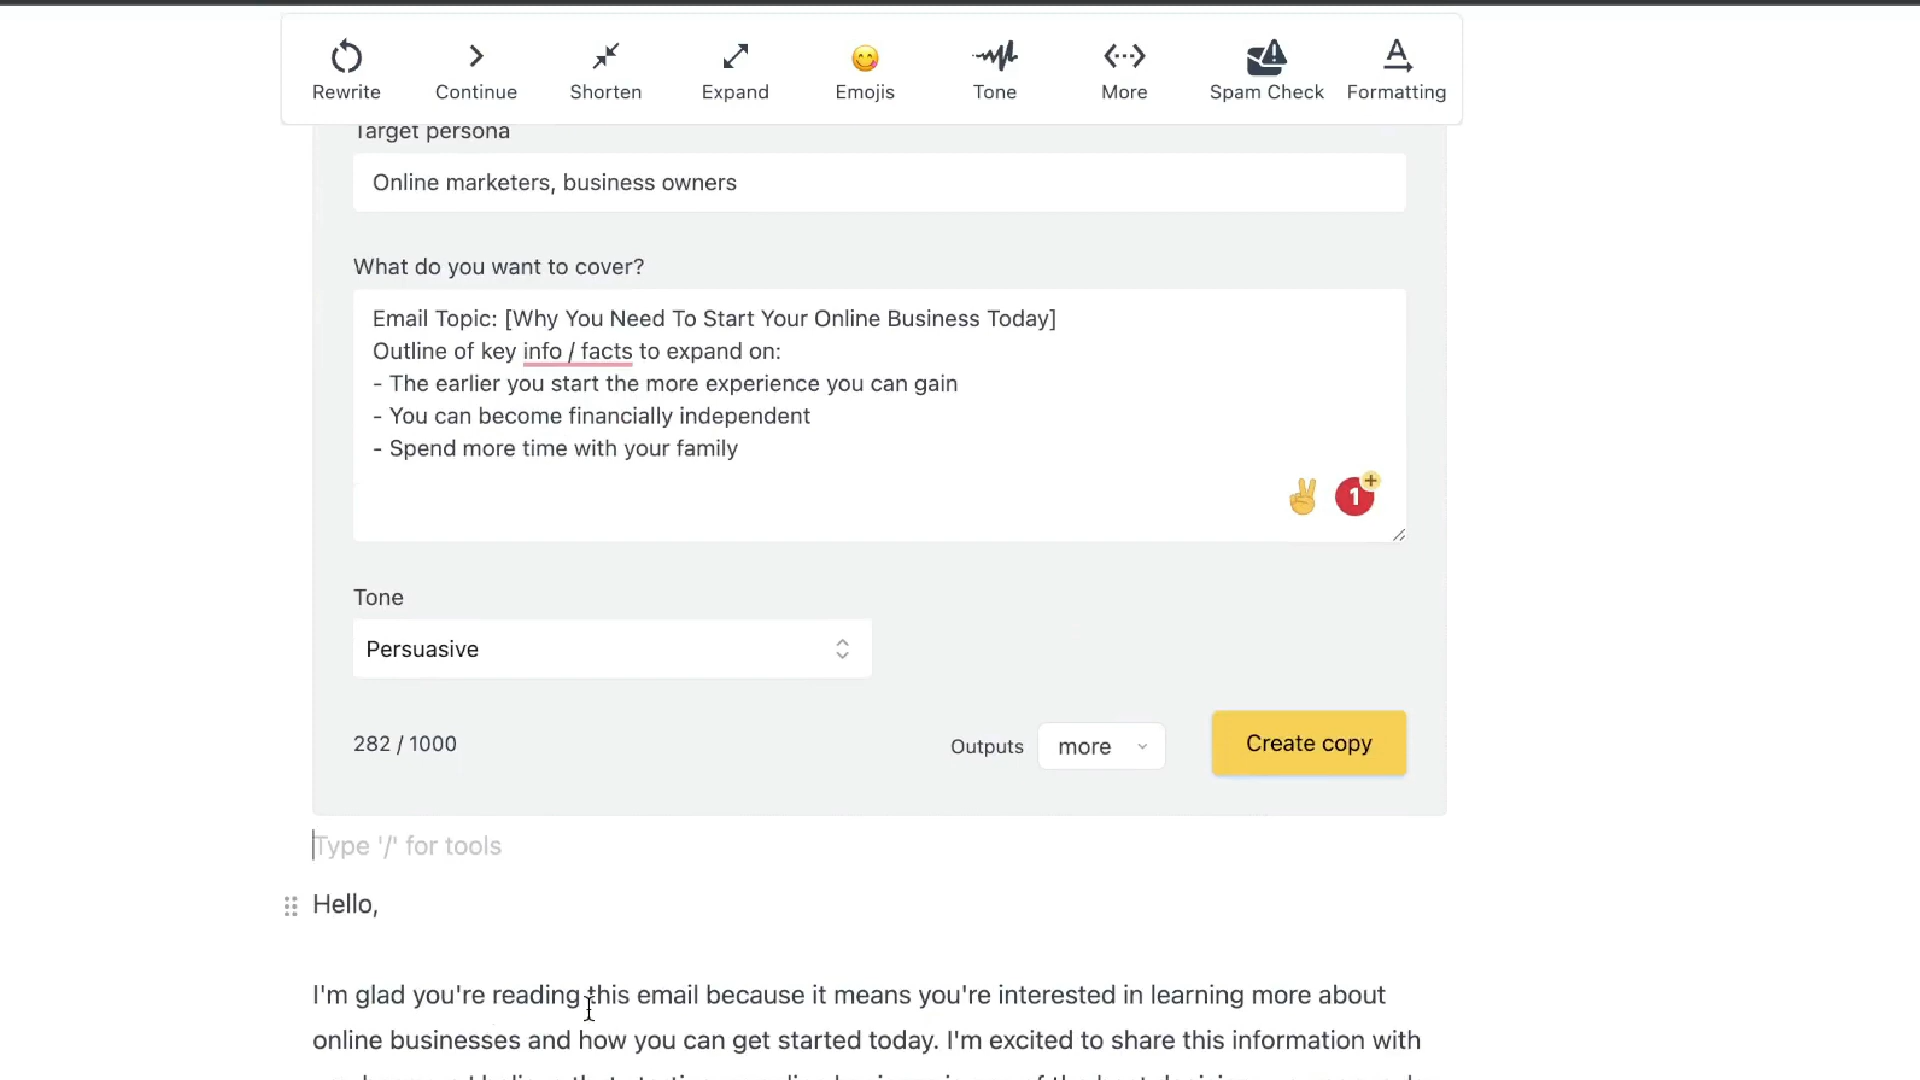 Rewrite
Continue
Shorten
Expand
Emojis
Tone
More
Spam Check
Formatting
Target persona
Online marketers, business owners
What do you want to cover?
Email Topic: [Why You Need To Start Your Online Business Today]
Outline of key info / facts to expand on:
- The earlier you start the more experience you can gain
- You can become financially independent
- Spend more time with your family
1
Tone
Persuasive
282 / 1000
Outputs
more
Create copy
Type '/' for tools
Hello,
I'm glad you're reading this email because it means you're interested in learning more about
online businesses and how you can get started today. I'm excited to share this information with